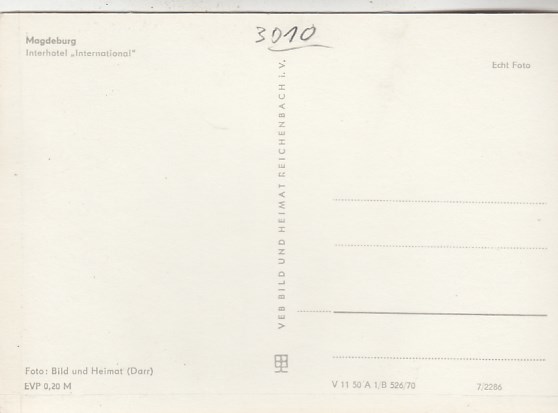 3010
Magdeburg
Interhotel „International"
Echt Foto
VEB BILD UND HEIMAT REICHENBACH i. V.
Foto: Bild und Heimat (Darr)
EVP 0,20 M
V 11 50 A 1/B 526/70
7/2286